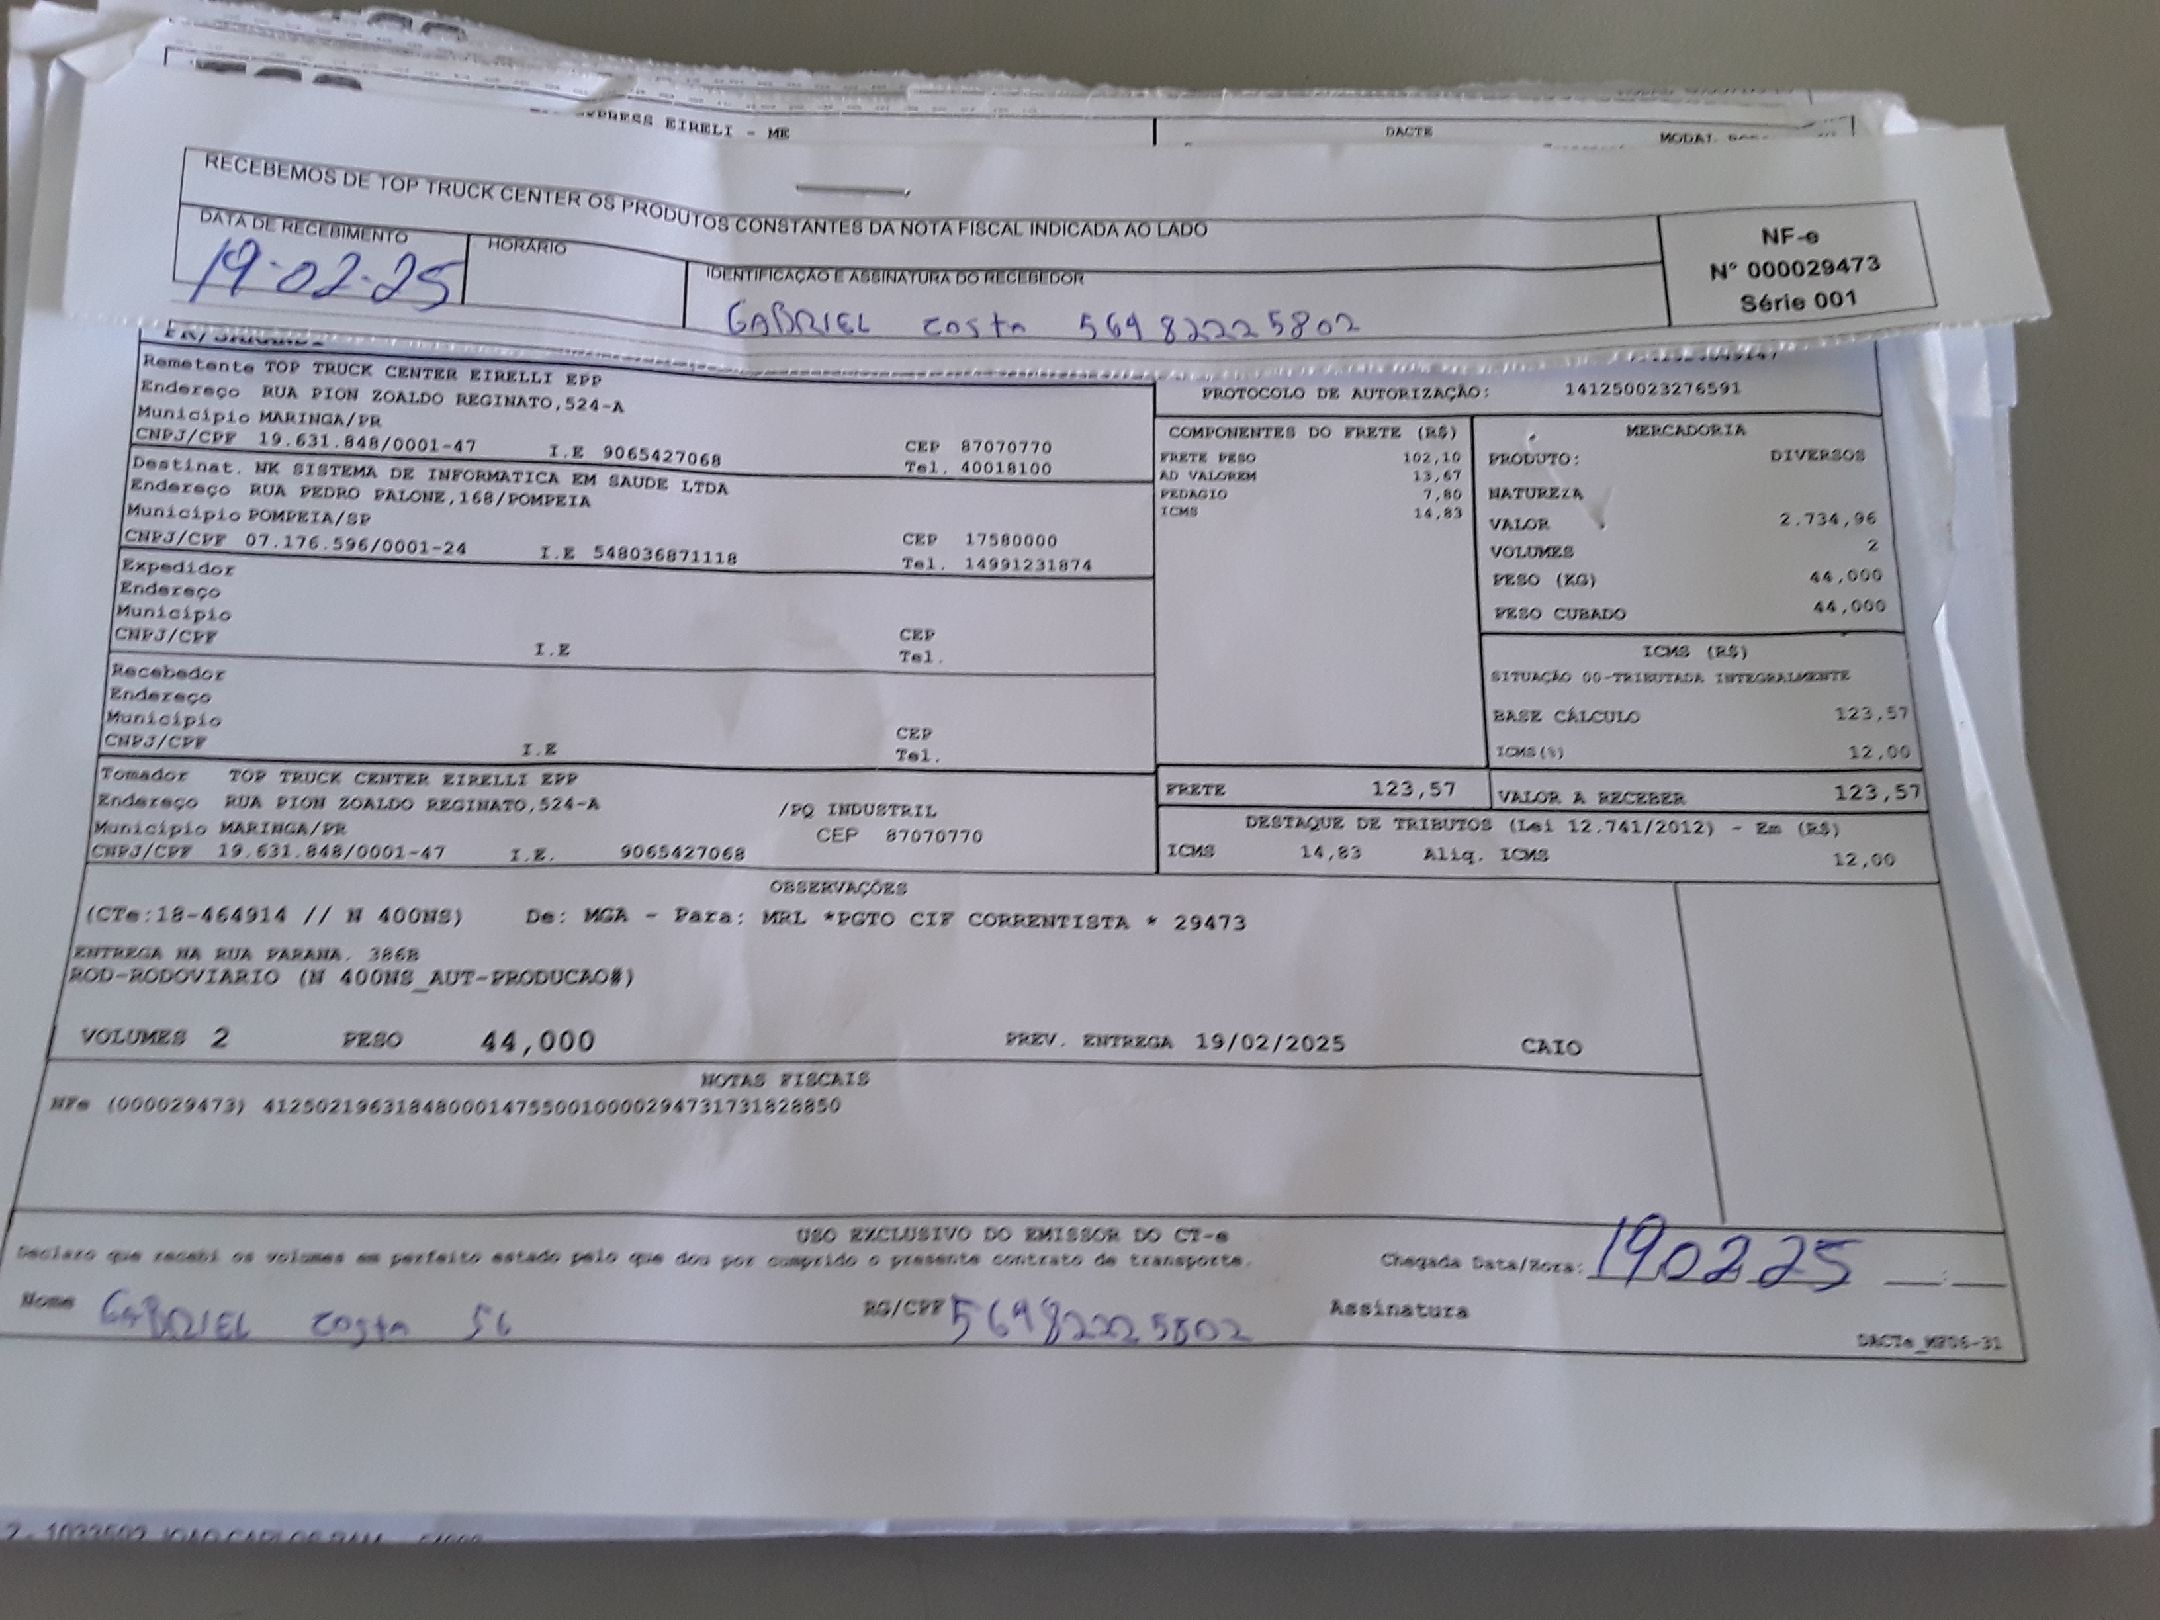 EXPRESS EIRELI - ME
DACTE
MODAL
RECEBEMOS DE TOP TRUCK CENTER OS PRODUTOS CONSTANTES DA NOTA FISCAL INDICADA AO LADO
DATA DE RECEBIMENTO
19-02-25
HORÁRIO
IDENTIFICAÇÃO E ASSINATURA DO RECEBEDOR
GABRIEL costa 56982225802
NF-e
N° 000029473
Série 001
Remetente TOP TRUCK CENTER EIRELLI EPP
Endereço RUA PION ZOALDO REGINATO,524-A
Município MARINGA/PR
CNPJ/CPF 19.631.848/0001-47 I.E 9065427068
CEP 87070770
Tel. 40018100
Destinat. NK SISTEMA DE INFORMATICA EM SAUDE LTDA
Endereço RUA PEDRO PALONE,168/POMPEIA
Município POMPEIA/SP
CNPJ/CPF 07.176.596/0001-24 I.E 548036871118
CEP 17580000
Tel. 14991231874
Expedidor
Endereço
Município
CNPJ/CPF I.E
CEP
Tel.
Recebedor
Endereço
Município
CNPJ/CPF I.E
CEP
Tel.
Tomador TOP TRUCK CENTER EIRELLI EPP
Endereço RUA PION ZOALDO REGINATO,524-A /PQ INDUSTRIL
Município MARINGA/PR CEP 87070770
CNPJ/CPF 19.631.848/0001-47 I.E. 9065427068
PROTOCOLO DE AUTORIZAÇÃO: 141250023276591
COMPONENTES DO FRETE (R$)
FRETE PESO 102,10
AD VALOREM 13,67
PEDAGIO 7,80
ICMS 14,83
MERCADORIA
PRODUTO: DIVERSOS
NATUREZA
VALOR 2.734,96
VOLUMES 2
PESO (KG) 44,000
PESO CUBADO 44,000
ICMS (R$)
SITUAÇÃO 00-TRIBUTADA INTEGRALMENTE
BASE CÁLCULO 123,57
ICMS(%) 12,00
FRETE 123,57
VALOR A RECEBER 123,57
DESTAQUE DE TRIBUTOS (Lei 12.741/2012) - Em (R$)
ICMS 14,83 Aliq. ICMS 12,00
OBSERVAÇÕES
(CTe:18-464914 // N 400NS) De: MGA - Para: MRL *PGTO CIF CORRENTISTA * 29473
ENTREGA NA RUA PARANA, 386B
ROD-RODOVIARIO (N 400NS_AUT-PRODUCAO#)
VOLUMES 2 PESO 44,000 PREV. ENTREGA 19/02/2025 CAIO
NOTAS FISCAIS
NFe (000029473) 41250219631848000147550010000294731731828850
USO EXCLUSIVO DO EMISSOR DO CT-e
Declaro que recebi os volumes em perfeito estado pelo que dou por cumprido o presente contrato de transporte.
Chegada Data/Hora: 19 02 25 __:__
Nome GABRIEL costa 56
RG/CPF 56982225802
Assinatura
DACTe_MF06-31